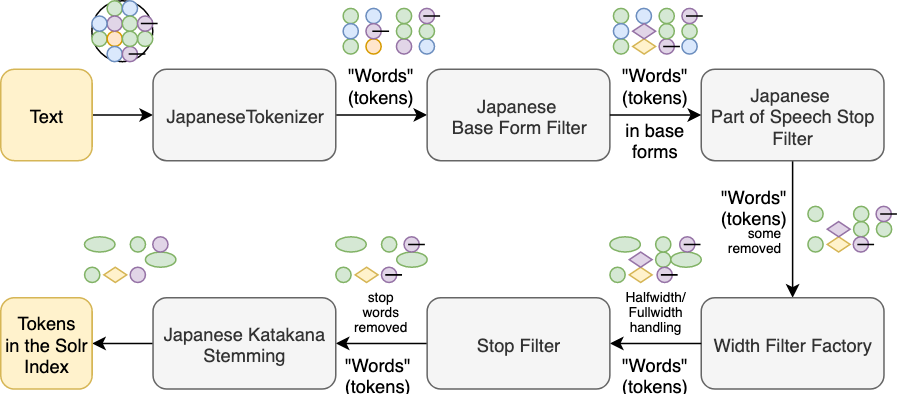 Text
JapaneseTokenizer
"Words"
(tokens)
Japanese
Base Form Filter
"Words"
(tokens)
in base
forms
Japanese
Part of Speech Stop
Filter
"Words"
(tokens)
some
removed
Width Filter Factory
Halfwidth/
Fullwidth
handling
"Words"
(tokens)
Stop Filter
stop
words
removed
"Words"
(tokens)
Japanese Katakana
Stemming
Tokens
in the Solr
Index